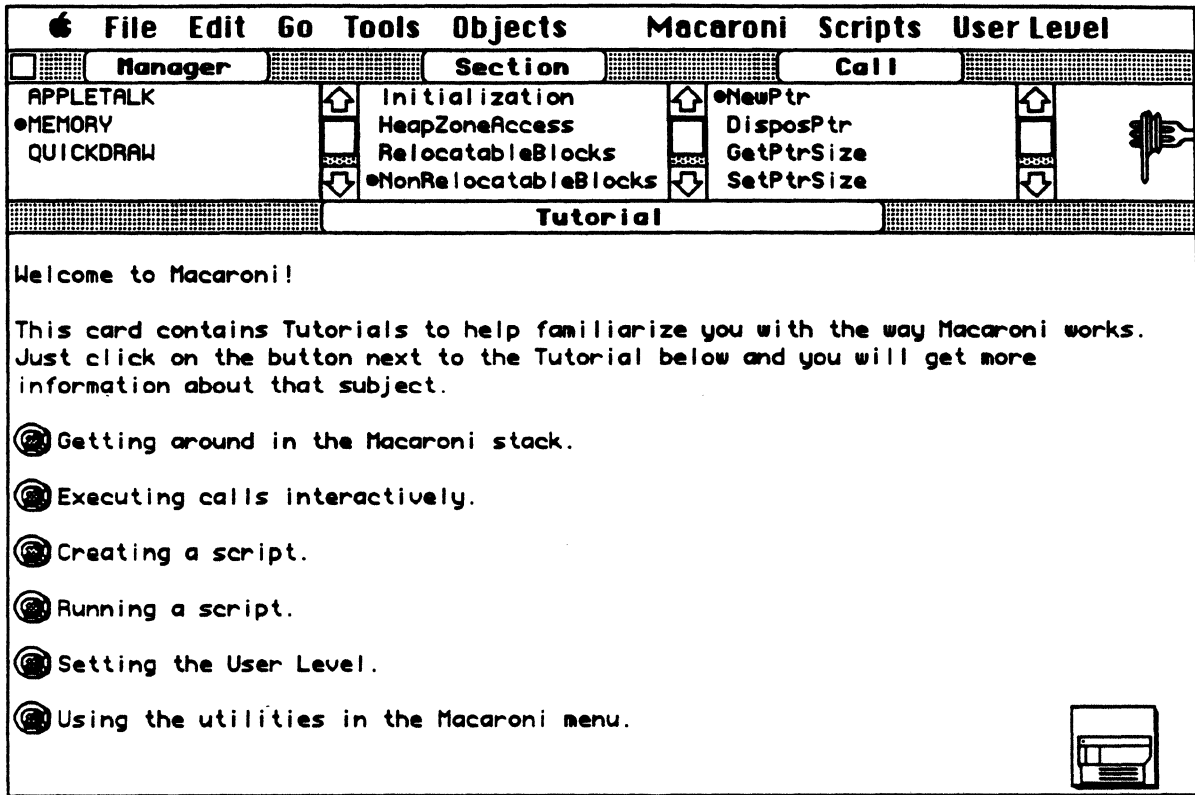 File Edit Go Tools Objects Macaroni Scripts User Level
Manager Section Call
APPLETALK
●MEMORY
QUICKDRAW
Initialization
HeapZoneAccess
RelocatableBlocks
●NonRelocatableBlocks
●NewPtr
DisposPtr
GetPtrSize
SetPtrSize
Tutorial
Welcome to Macaroni!
This card contains Tutorials to help familiarize you with the way Macaroni works.
Just click on the button next to the Tutorial below and you will get more
information about that subject.
Getting around in the Macaroni stack.
Executing calls interactively.
Creating a script.
Running a script.
Setting the User Level.
Using the utilities in the Macaroni menu.